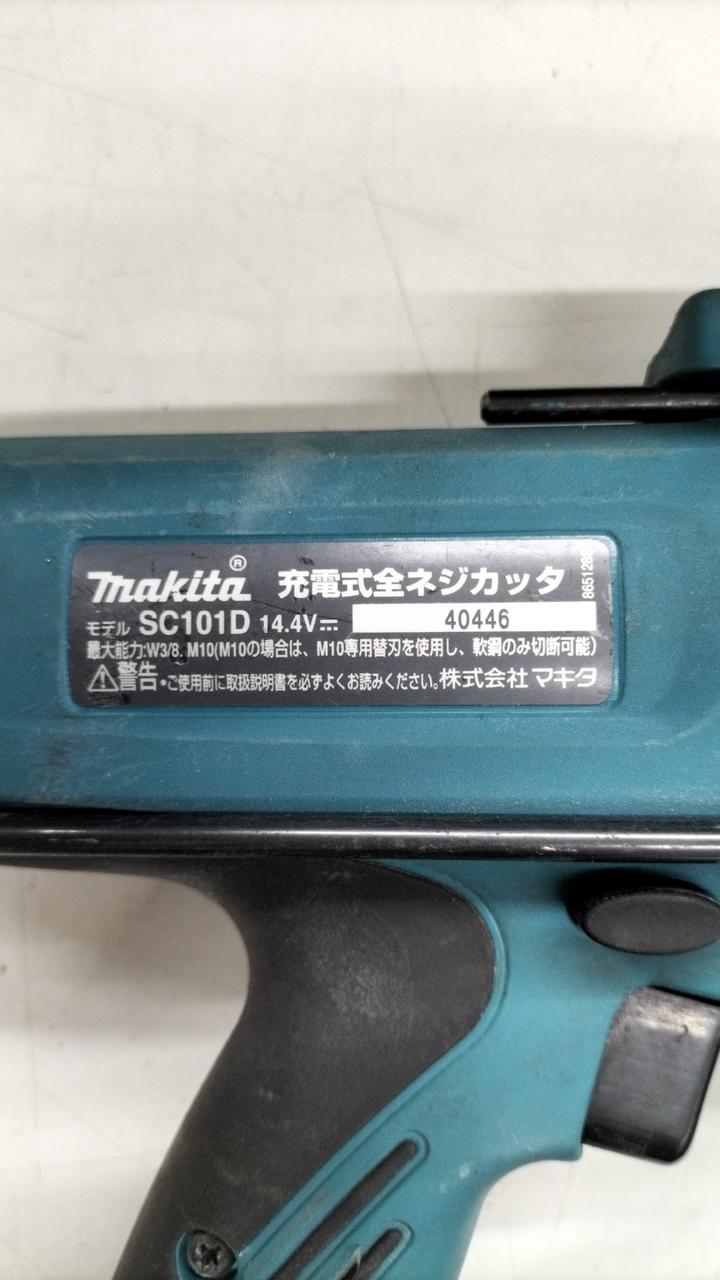 makita® 充電式全ネジカッタ
モデル SC101D 14.4V⎓ 40446
最大能力:W3/8. M10(M10の場合は、M10専用替刃を使用し、軟鋼のみ切断可能)
⚠警告・ご使用前に取扱説明書を必ずよくお読みください。株式会社マキタ